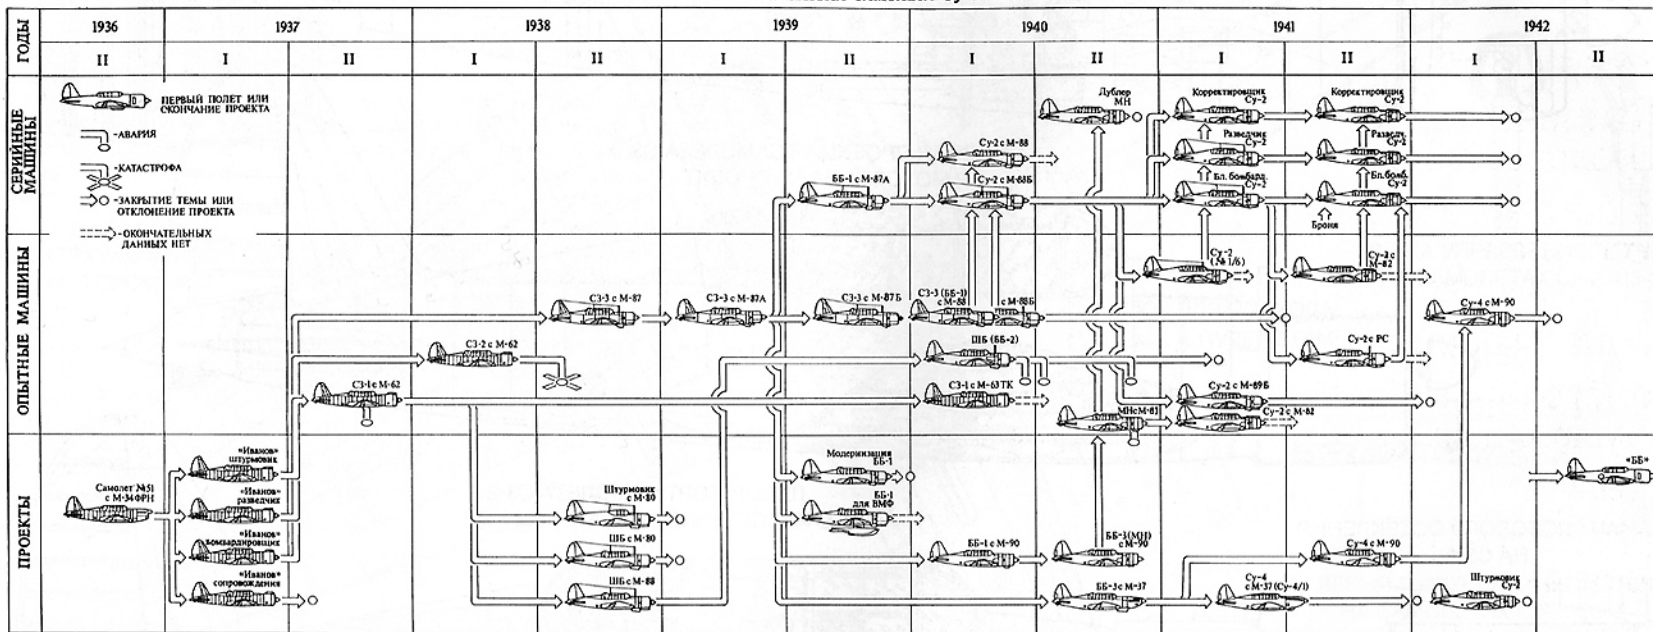 ГОДЫ
1936
1937
1938
1939
1940
1941
1942
II
I
II
I
II
I
II
I
II
I
II
I
II
СЕРИЙНЫЕ
МАШИНЫ
ПЕРВЫЙ ПОЛЕТ ИЛИ
ОКОНЧАНИЕ ПРОЕКТА
-АВАРИЯ
-КАТАСТРОФА
-ЗАКРЫТИЕ ТЕМЫ ИЛИ
ОТКЛОНЕНИЕ ПРОЕКТА
-ОКОНЧАТЕЛЬНЫХ
ДАННЫХ НЕТ
ББ-1 с М-87А
Су-2 с М-88
Су-2 с М-88Б
Дублер
МН
Корректировщик
Су-2
Разведчик
Су-2
Бл. бомбард.
Су-2
Корректировщик
Су-2
Разведч.
Су-2
Бл. бомб.
Су-2
Броня
ОПЫТНЫЕ МАШИНЫ
СЗ-1 с М-62
СЗ-2 с М-62
СЗ-3 с М-87
СЗ-3 с М-87А
СЗ-3 с М-87Б
СЗ-3 (ББ-1)
с М-88
с М-88Б
ШБ (ББ-2)
СЗ-1 с М-63ТК
МН с М-81
Су-2
(№1/6)
Су-2 с М-89Б
Су-2 с М-82
Су-2 с
М-82
Су-2 с РС
Су-4 с М-90
ПРОЕКТЫ
Самолет №51
с М-34ФРН
«Иванов»
штурмовик
«Иванов»
разведчик
«Иванов»
бомбардировщик
«Иванов»
сопровождения
Штурмовик
с М-80
ШБ с М-80
ШБ с М-88
Модернизация
ББ-1
ББ-1
для ВМФ
ББ-1 с М-90
ББ-3 (МН)
с М-90
ББ-3 с М-37
Су-4
с М-37 (Су-4/I)
Су-4 с М-90
Штурмовик
Су-2
«ББ»